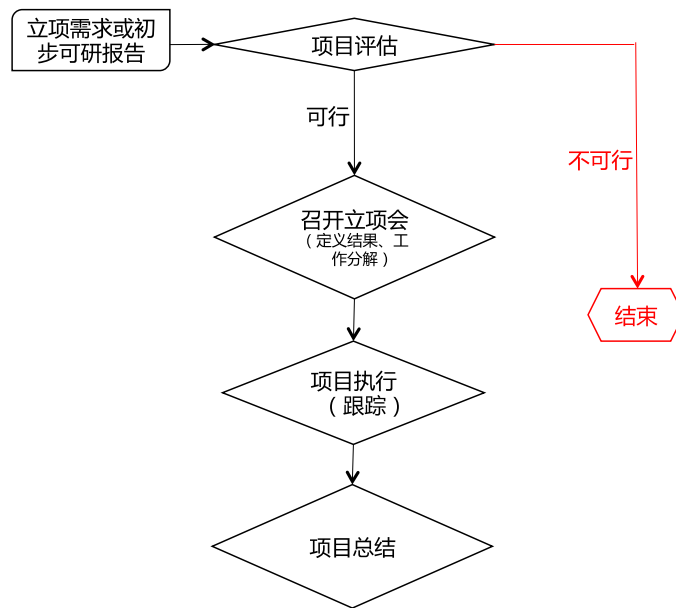 立项需求或初
步可研报告
项目评估
可行
不可行
召开立项会
（定义结果、工
作分解）
结束
项目执行
（跟踪）
项目总结